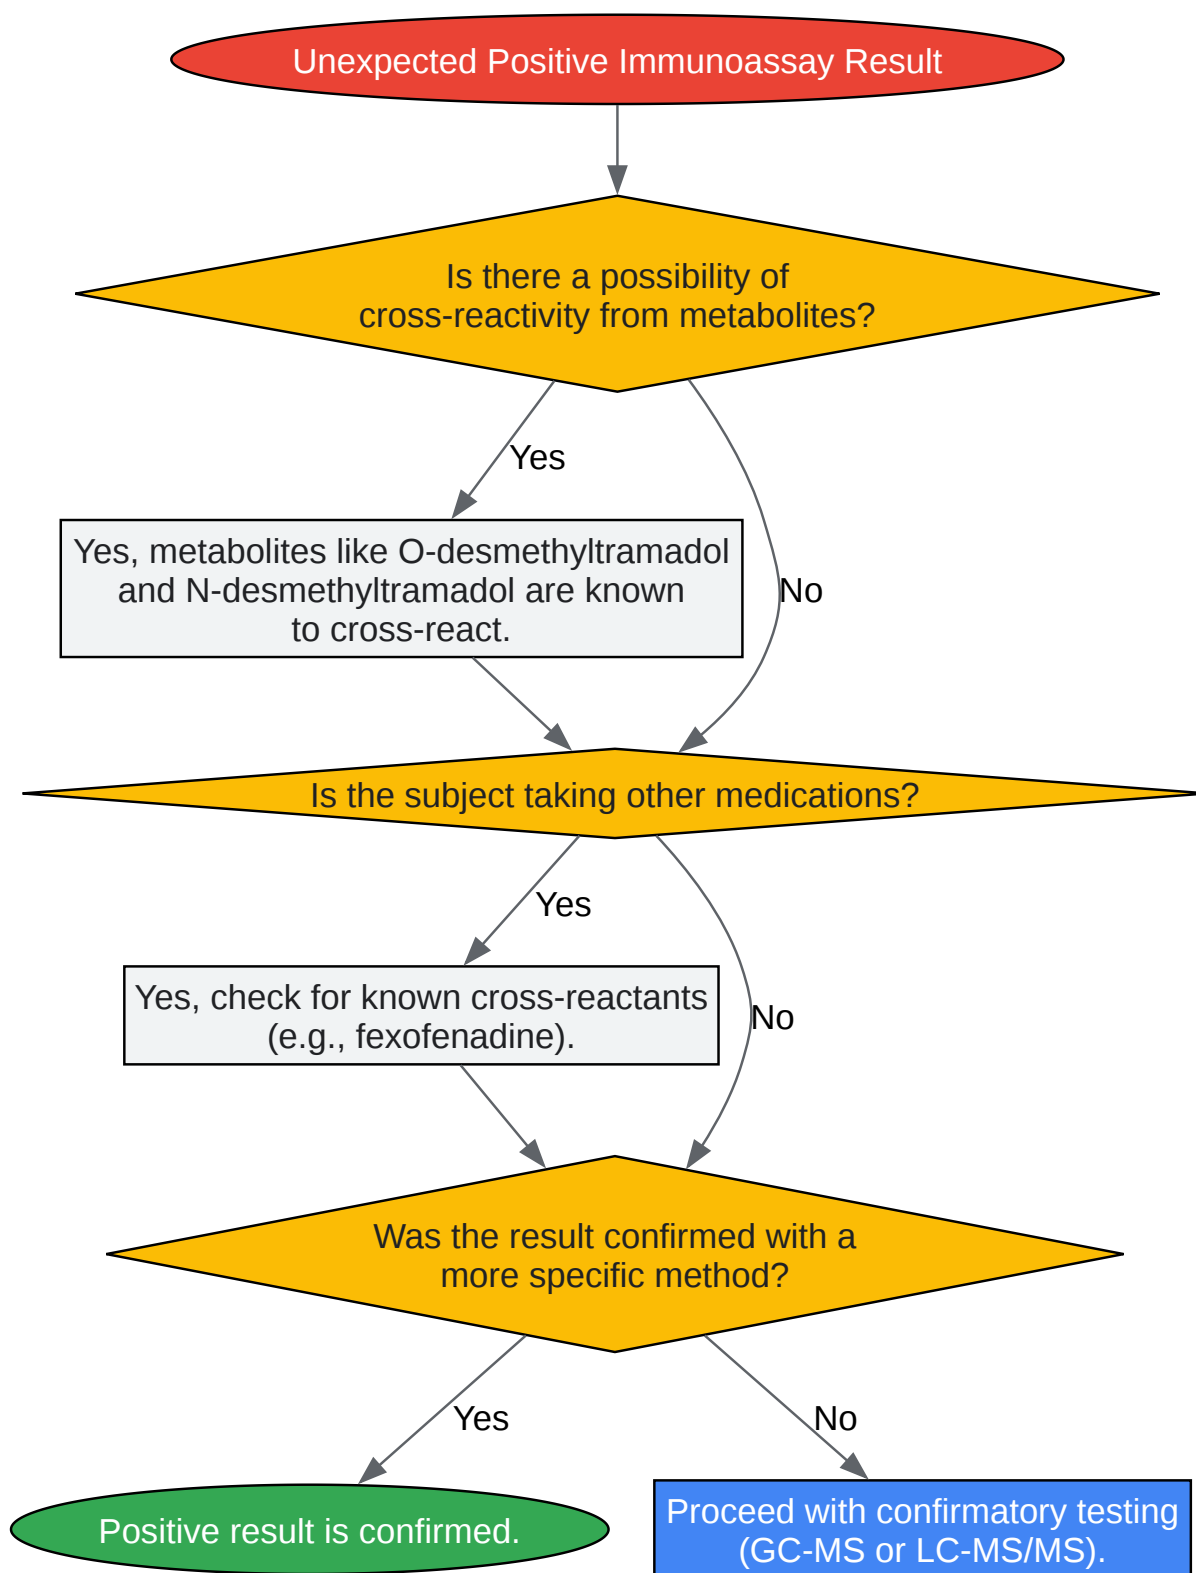 Unexpected Positive Immunoassay Result
Is there a possibility of
cross-reactivity from metabolites?
Yes
Yes, metabolites like O-desmethyltramadol
and N-desmethyltramadol are known
to cross-react.
No
Is the subject taking other medications?
Yes
Yes, check for known cross-reactants
(e.g., fexofenadine).
No
Was the result confirmed with a
more specific method?
Yes
No
Positive result is confirmed.
Proceed with confirmatory testing
(GC-MS or LC-MS/MS).